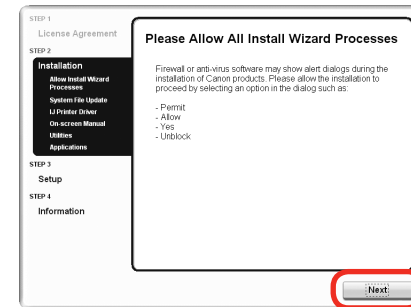 STEP 1
License Agreement
STEP 2
Installation
Allow Install Wizard
Processes
System File Update
IJ Printer Driver
On-screen Manual
Utilities
Applications
STEP 3
Setup
STEP 4
Information
Please Allow All Install Wizard Processes
Firewall or anti-virus software may show alert dialogs during the
installation of Canon products. Please allow the installation to
proceed by selecting an option in the dialog such as:
- Permit
- Allow
- Yes
- Unblock
Next